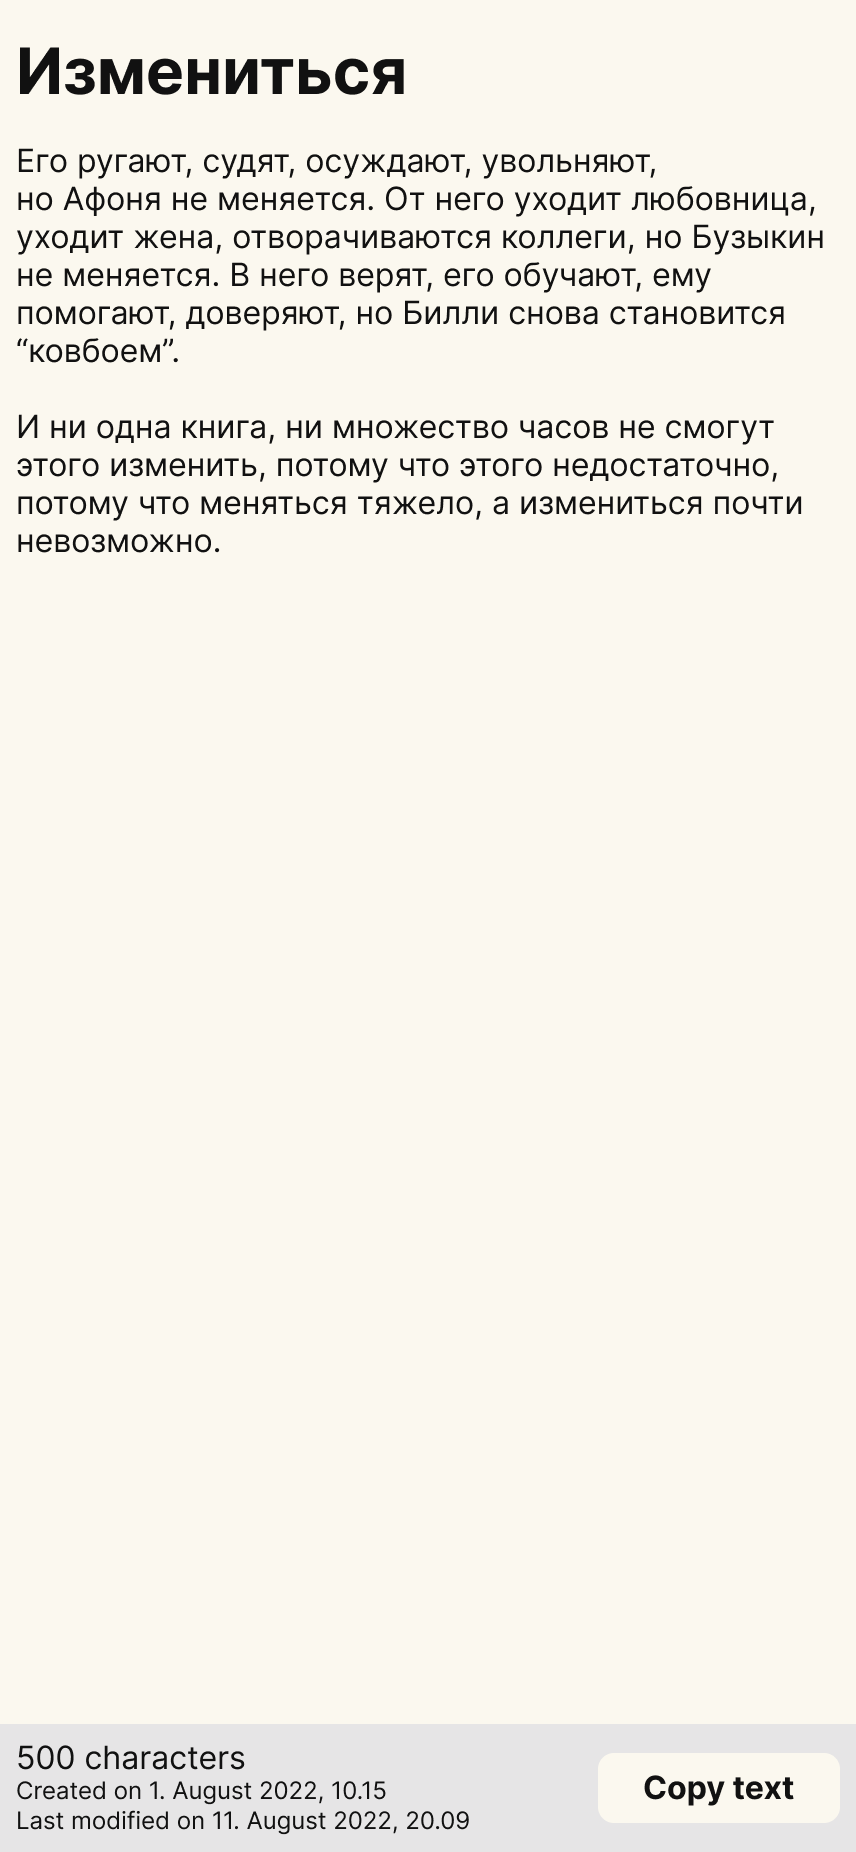 Измениться
Его ругают, судят, осуждают, увольняют,
но Афоня не меняется. От него уходит любовница,
уходит жена, отворачиваются коллеги, но Бузыкин
не меняется. В него верят, его обучают, ему
помогают, доверяют, но Билли снова становится
“ковбоем”.
И ни одна книга, ни множество часов не смогут
этого изменить, потому что этого недостаточно,
потому что меняться тяжело, а измениться почти
невозможно.
500 characters
Created on 1. August 2022, 10.15
Last modified on 11. August 2022, 20.09
Copy text